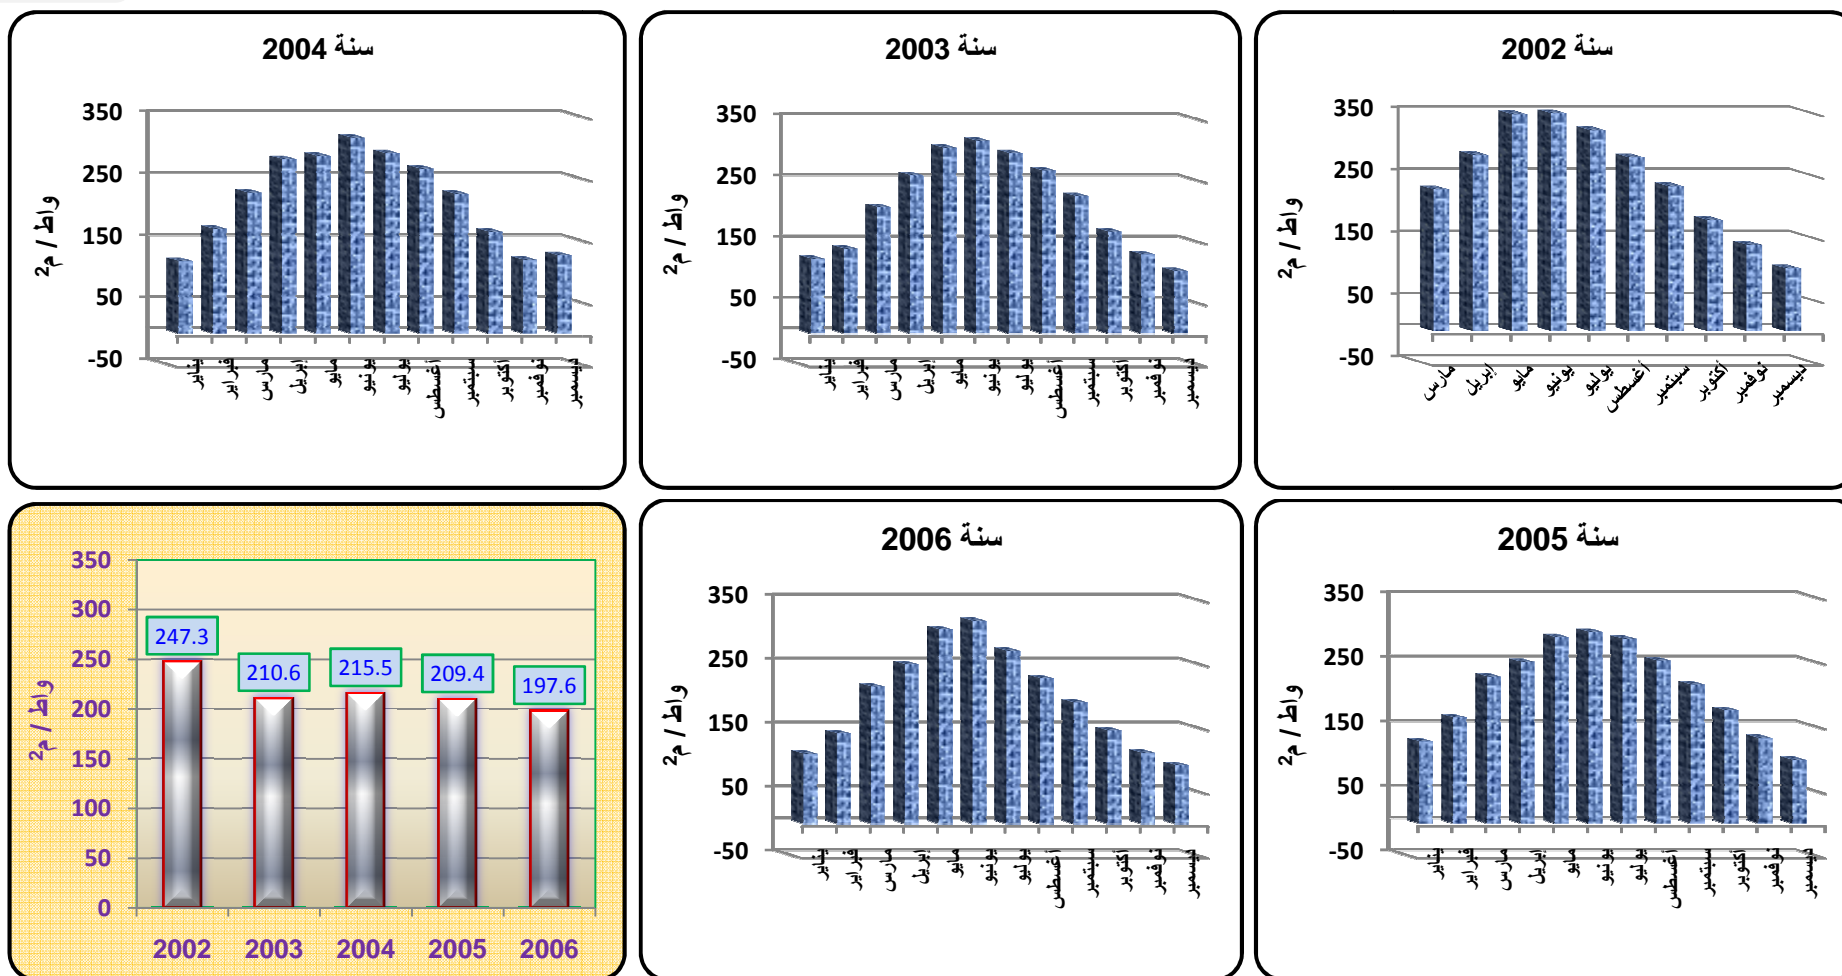 سنة 2002
350
250
150
50
-50
واط / م2
مارس
إبريل
مايو
يونيو
يوليو
أغسطس
سبتمبر
أكتوبر
نوفمبر
ديسمبر
سنة 2003
350
250
150
50
-50
واط / م2
يناير
فبراير
مارس
إبريل
مايو
يونيو
يوليو
أغسطس
سبتمبر
أكتوبر
نوفمبر
ديسمبر
سنة 2004
350
250
150
50
-50
واط / م2
يناير
فبراير
مارس
إبريل
مايو
يونيو
يوليو
أغسطس
سبتمبر
أكتوبر
نوفمبر
ديسمبر
سنة 2005
350
250
150
50
-50
واط / م2
يناير
فبراير
مارس
إبريل
مايو
يونيو
يوليو
أغسطس
سبتمبر
أكتوبر
نوفمبر
ديسمبر
سنة 2006
350
250
150
50
-50
واط / م2
يناير
فبراير
مارس
إبريل
مايو
يونيو
يوليو
أغسطس
سبتمبر
أكتوبر
نوفمبر
ديسمبر
350
300
250
200
150
100
50
0
واط / م2
247.3
210.6
215.5
209.4
197.6
2002 2003 2004 2005 2006